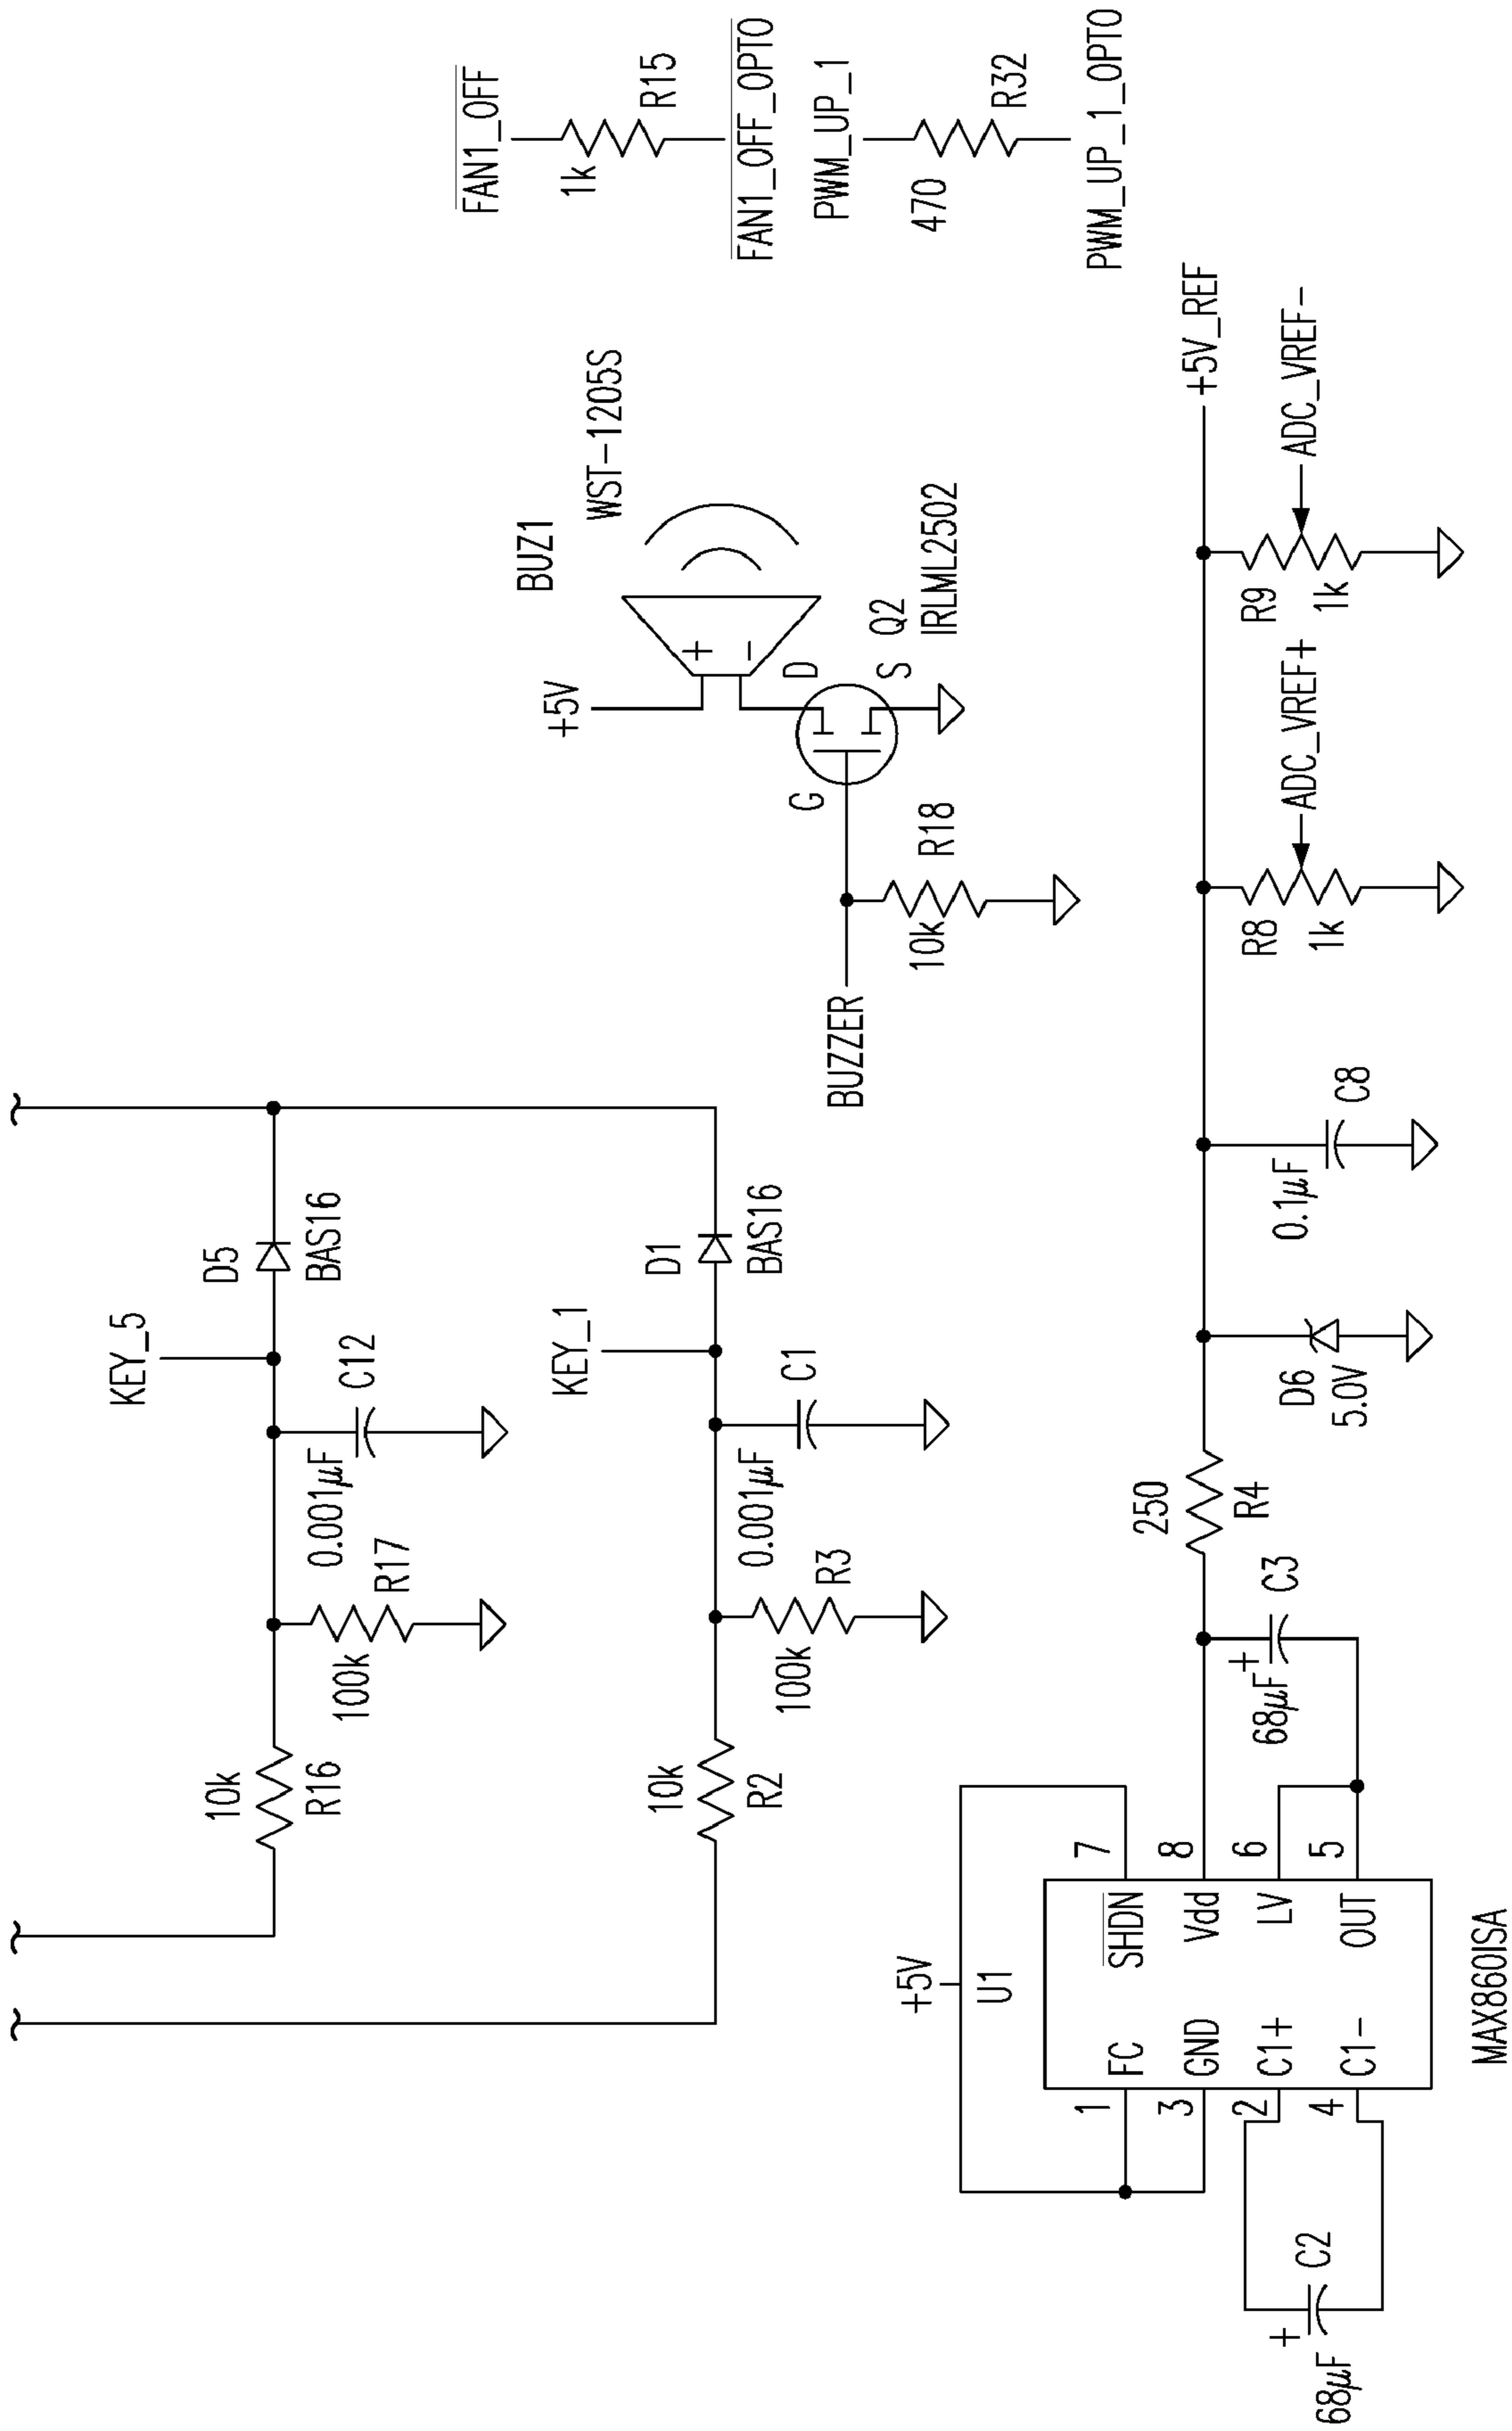 KEY_5
D5
BAS16
10k
R16
100k
R17
0.001µF
C12
KEY_1
D1
BAS16
10k
R2
100k
R3
0.001µF
C1
BUZZER
10k
R18
G
D
S
Q2
IRLML2502
+5V
+
−
BUZ1
WST-1205S
FAN1_OFF
1k
R15
FAN1_OFF_OPTO
PWM_UP_1
470
R32
PWM_UP_1_OPTO
+5V
U1
1
FC
SHDN
7
3
GND
Vdd
8
2
C1+
LV
6
4
C1−
OUT
5
MAX860ISA
+
68µF
C2
+
68µF
C3
250
R4
D6
5.0V
0.1µF
C8
R8
1k
ADC_VREF+
R9
1k
ADC_VREF−
+5V_REF